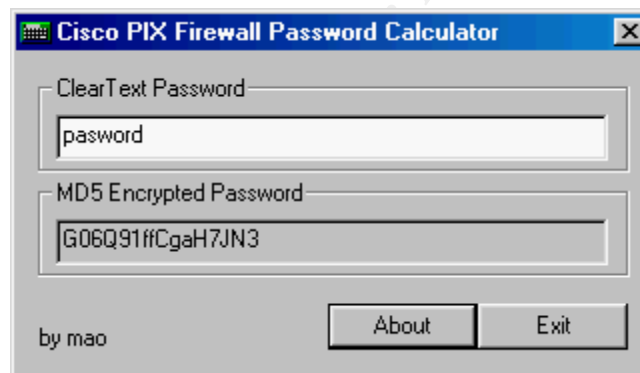 Cisco PIX Firewall Password Calculator
ClearText Password
pasword
MD5 Encrypted Password
G06Q91ffCgaH7JN3
by mao
About
Exit